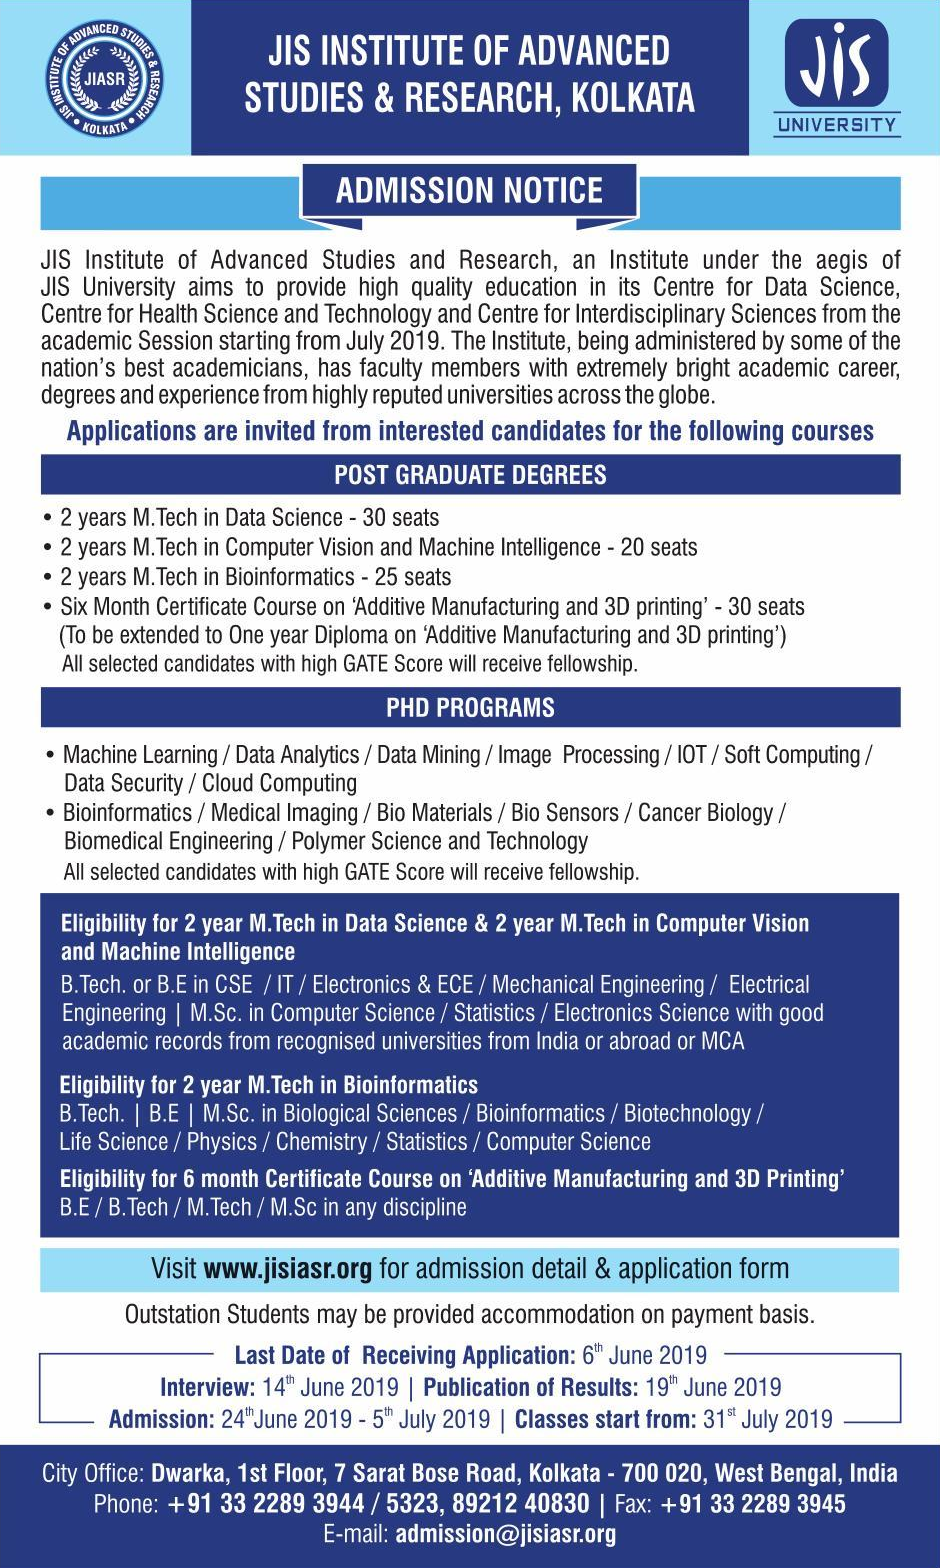 JIS INSTITUTE OF ADVANCED STUDIES & RESEARCH
JIASR
• KOLKATA •
JIS INSTITUTE OF ADVANCED
STUDIES & RESEARCH, KOLKATA
JiS
UNIVERSITY
ADMISSION NOTICE
JIS Institute of Advanced Studies and Research, an Institute under the aegis of
JIS University aims to provide high quality education in its Centre for Data Science,
Centre for Health Science and Technology and Centre for Interdisciplinary Sciences from the
academic Session starting from July 2019. The Institute, being administered by some of the
nation's best academicians, has faculty members with extremely bright academic career,
degrees and experience from highly reputed universities across the globe.
Applications are invited from interested candidates for the following courses
POST GRADUATE DEGREES
• 2 years M.Tech in Data Science - 30 seats
• 2 years M.Tech in Computer Vision and Machine Intelligence - 20 seats
• 2 years M.Tech in Bioinformatics - 25 seats
• Six Month Certificate Course on 'Additive Manufacturing and 3D printing' - 30 seats
(To be extended to One year Diploma on 'Additive Manufacturing and 3D printing')
All selected candidates with high GATE Score will receive fellowship.
PHD PROGRAMS
• Machine Learning / Data Analytics / Data Mining / Image Processing / IOT / Soft Computing /
Data Security / Cloud Computing
• Bioinformatics / Medical Imaging / Bio Materials / Bio Sensors / Cancer Biology /
Biomedical Engineering / Polymer Science and Technology
All selected candidates with high GATE Score will receive fellowship.
Eligibility for 2 year M.Tech in Data Science & 2 year M.Tech in Computer Vision
and Machine Intelligence
B.Tech. or B.E in CSE / IT / Electronics & ECE / Mechanical Engineering / Electrical
Engineering | M.Sc. in Computer Science / Statistics / Electronics Science with good
academic records from recognised universities from India or abroad or MCA
Eligibility for 2 year M.Tech in Bioinformatics
B.Tech. | B.E | M.Sc. in Biological Sciences / Bioinformatics / Biotechnology /
Life Science / Physics / Chemistry / Statistics / Computer Science
Eligibility for 6 month Certificate Course on 'Additive Manufacturing and 3D Printing'
B.E / B.Tech / M.Tech / M.Sc in any discipline
Visit www.jisiasr.org for admission detail & application form
Outstation Students may be provided accommodation on payment basis.
Last Date of Receiving Application: 6th June 2019
Interview: 14th June 2019 | Publication of Results: 19th June 2019
Admission: 24th June 2019 - 5th July 2019 | Classes start from: 31st July 2019
City Office: Dwarka, 1st Floor, 7 Sarat Bose Road, Kolkata - 700 020, West Bengal, India
Phone: +91 33 2289 3944 / 5323, 89212 40830 | Fax: +91 33 2289 3945
E-mail: admission@jisiasr.org